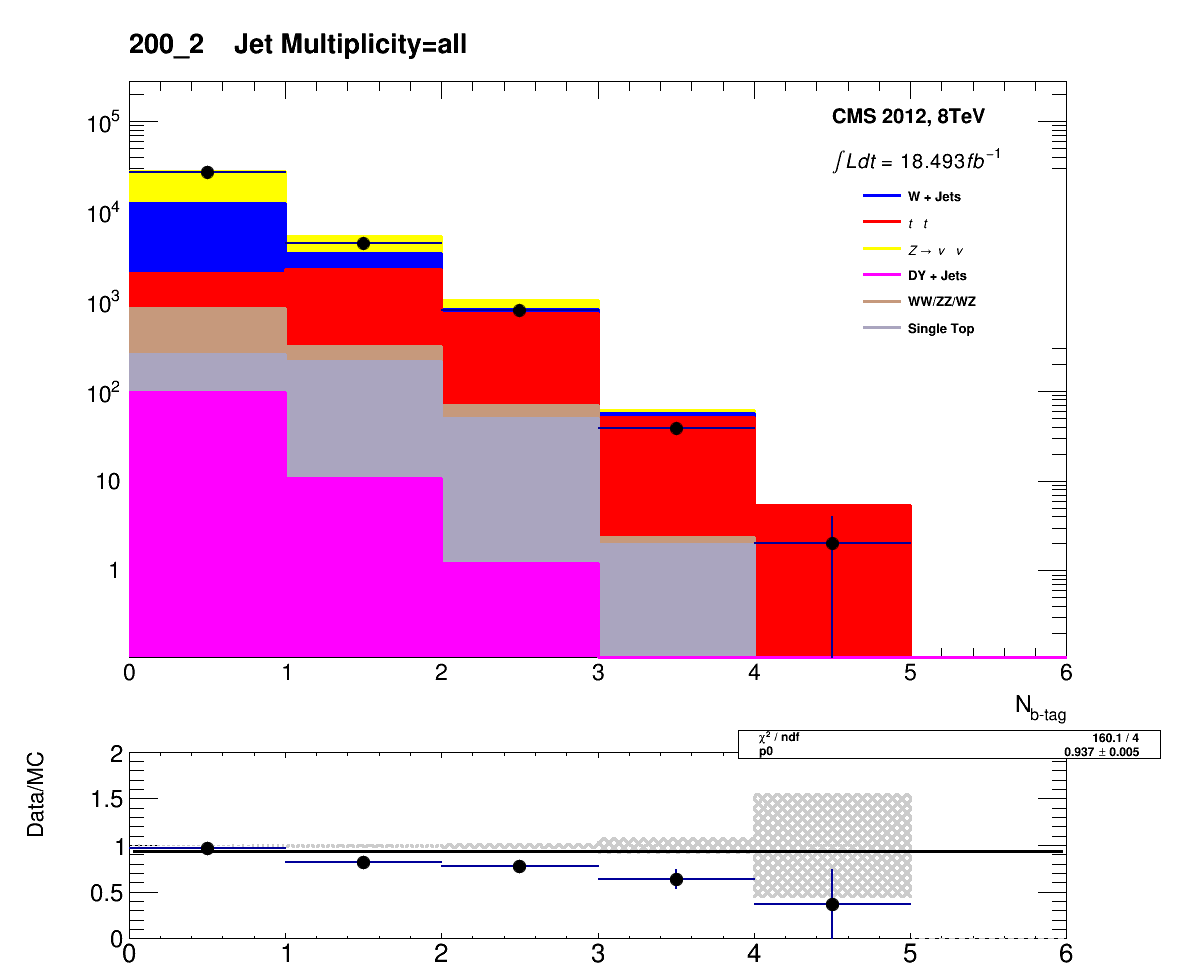 200_2 Jet Multiplicity=all
CMS 2012, 8TeV
∫Ldt = 18.493fb⁻¹
W + Jets
t t
Z→ ν ν
DY + Jets
WW/ZZ/WZ
Single Top
10⁵
10⁴
10³
10²
10
1
0 1 2 3 4 5 6
N_b-tag
χ² / ndf 160.1 / 4
p0 0.937 ± 0.005
Data/MC
2
1.5
1
0.5
0
0 1 2 3 4 5 6